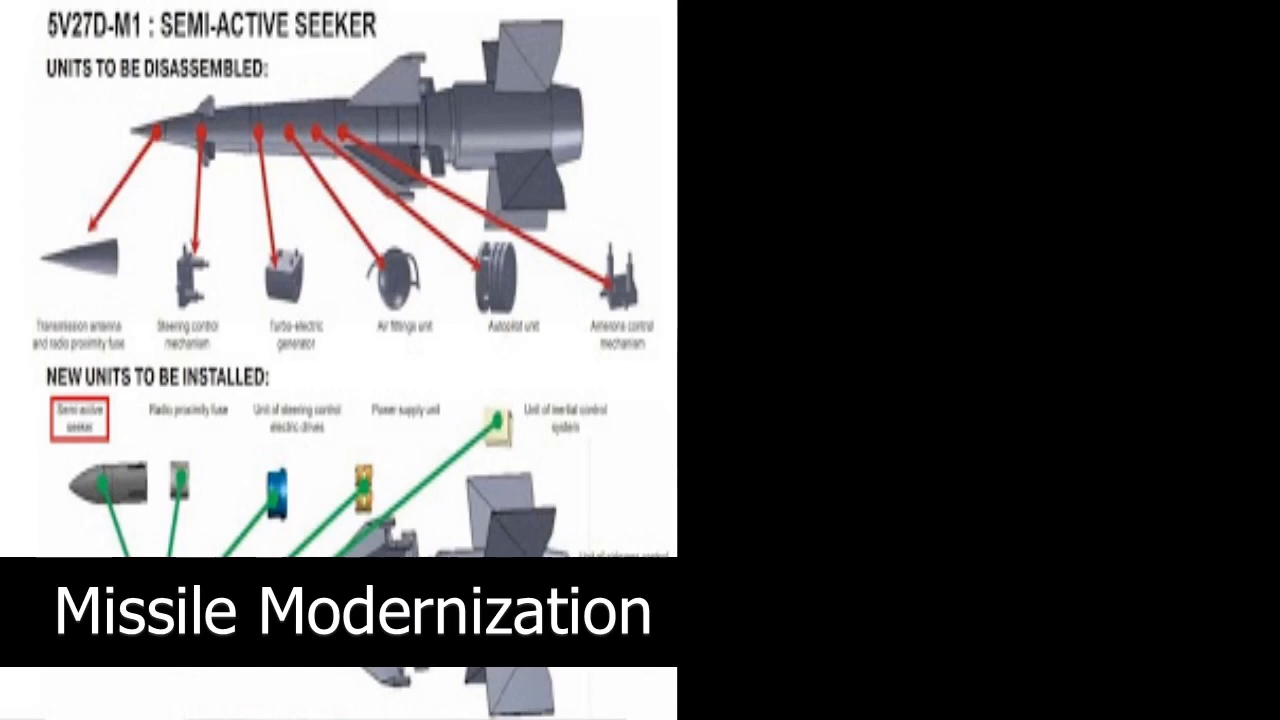 5V27D-M1 : SEMI-ACTIVE SEEKER
UNITS TO BE DISASSEMBLED:
Transmission antenna
and radio proximity fuse
Steering control
mechanism
Turbo-electric
generator
Air fittings unit
Autopilot unit
Ailerons control
mechanism
NEW UNITS TO BE INSTALLED:
Semi-active
seeker
Radio proximity fuse
Unit of steering control
electric drives
Power supply unit
Unit of inertial control
system
Missile Modernization